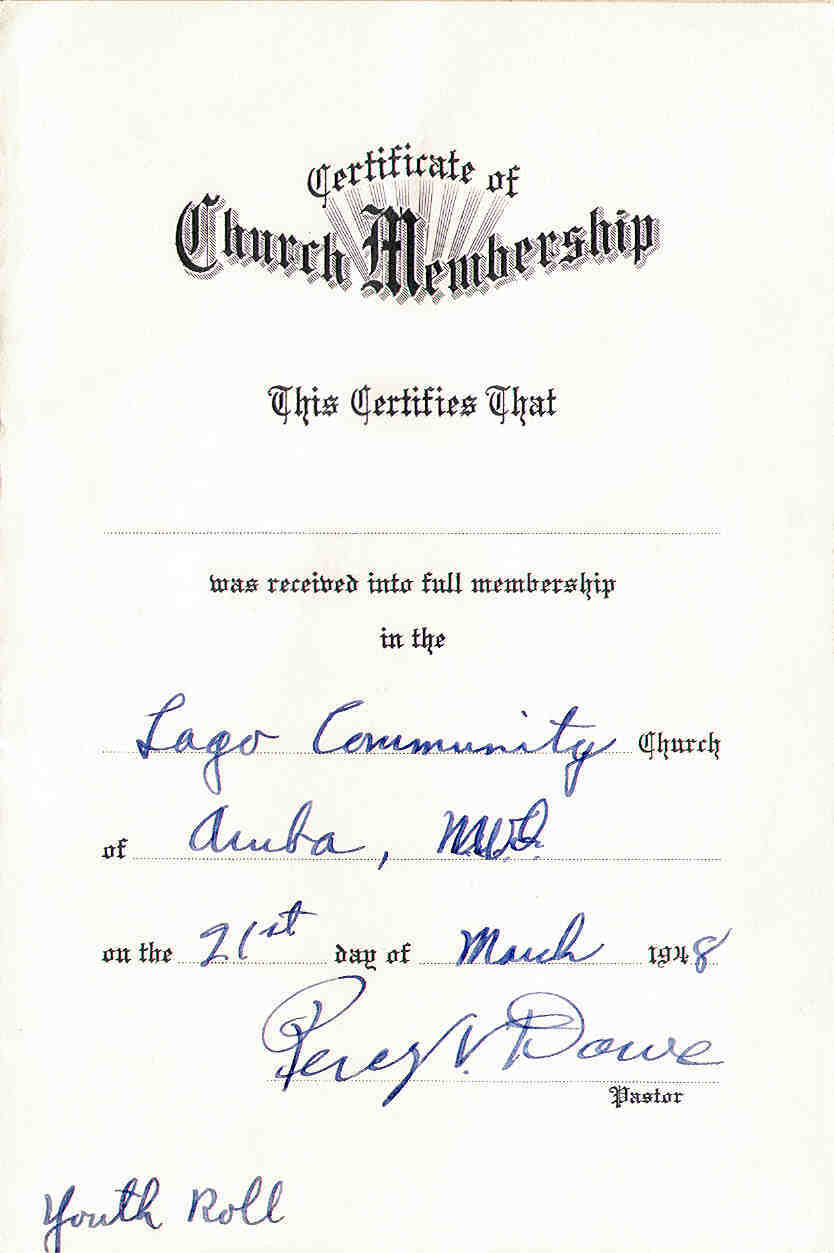 Certificate of
Church Membership
This Certifies That
was received into full membership
in the
Lago Community Church
of Aruba, N.W.I.
on the 21st day of March 1948
Percy V. Dowe
Pastor
Youth Roll